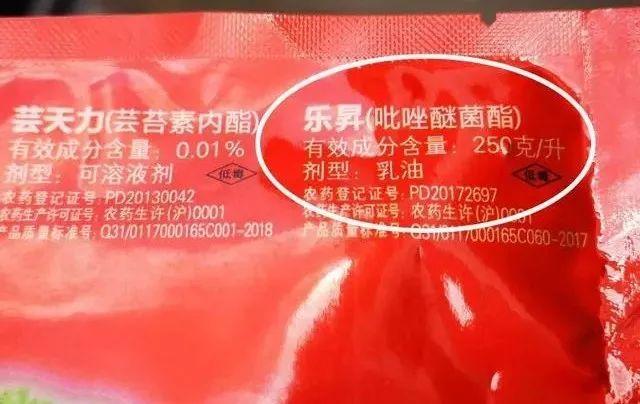 芸天力(芸苔素内酯)
有效成分含量：0.01%
剂型：可溶液剂
低毒
农药登记证号：PD20130042
农药生产许可证号：农药生许(沪)0001
产品质量标准号：Q31/0117000165C001-2018
乐昇(吡唑醚菌酯)
有效成分含量：250克/升
剂型：乳油
低毒
农药登记证号：PD20172697
农药生产许可证号：农药生许(沪)0031
产品质量标准号：Q31/0117000165C060-2017